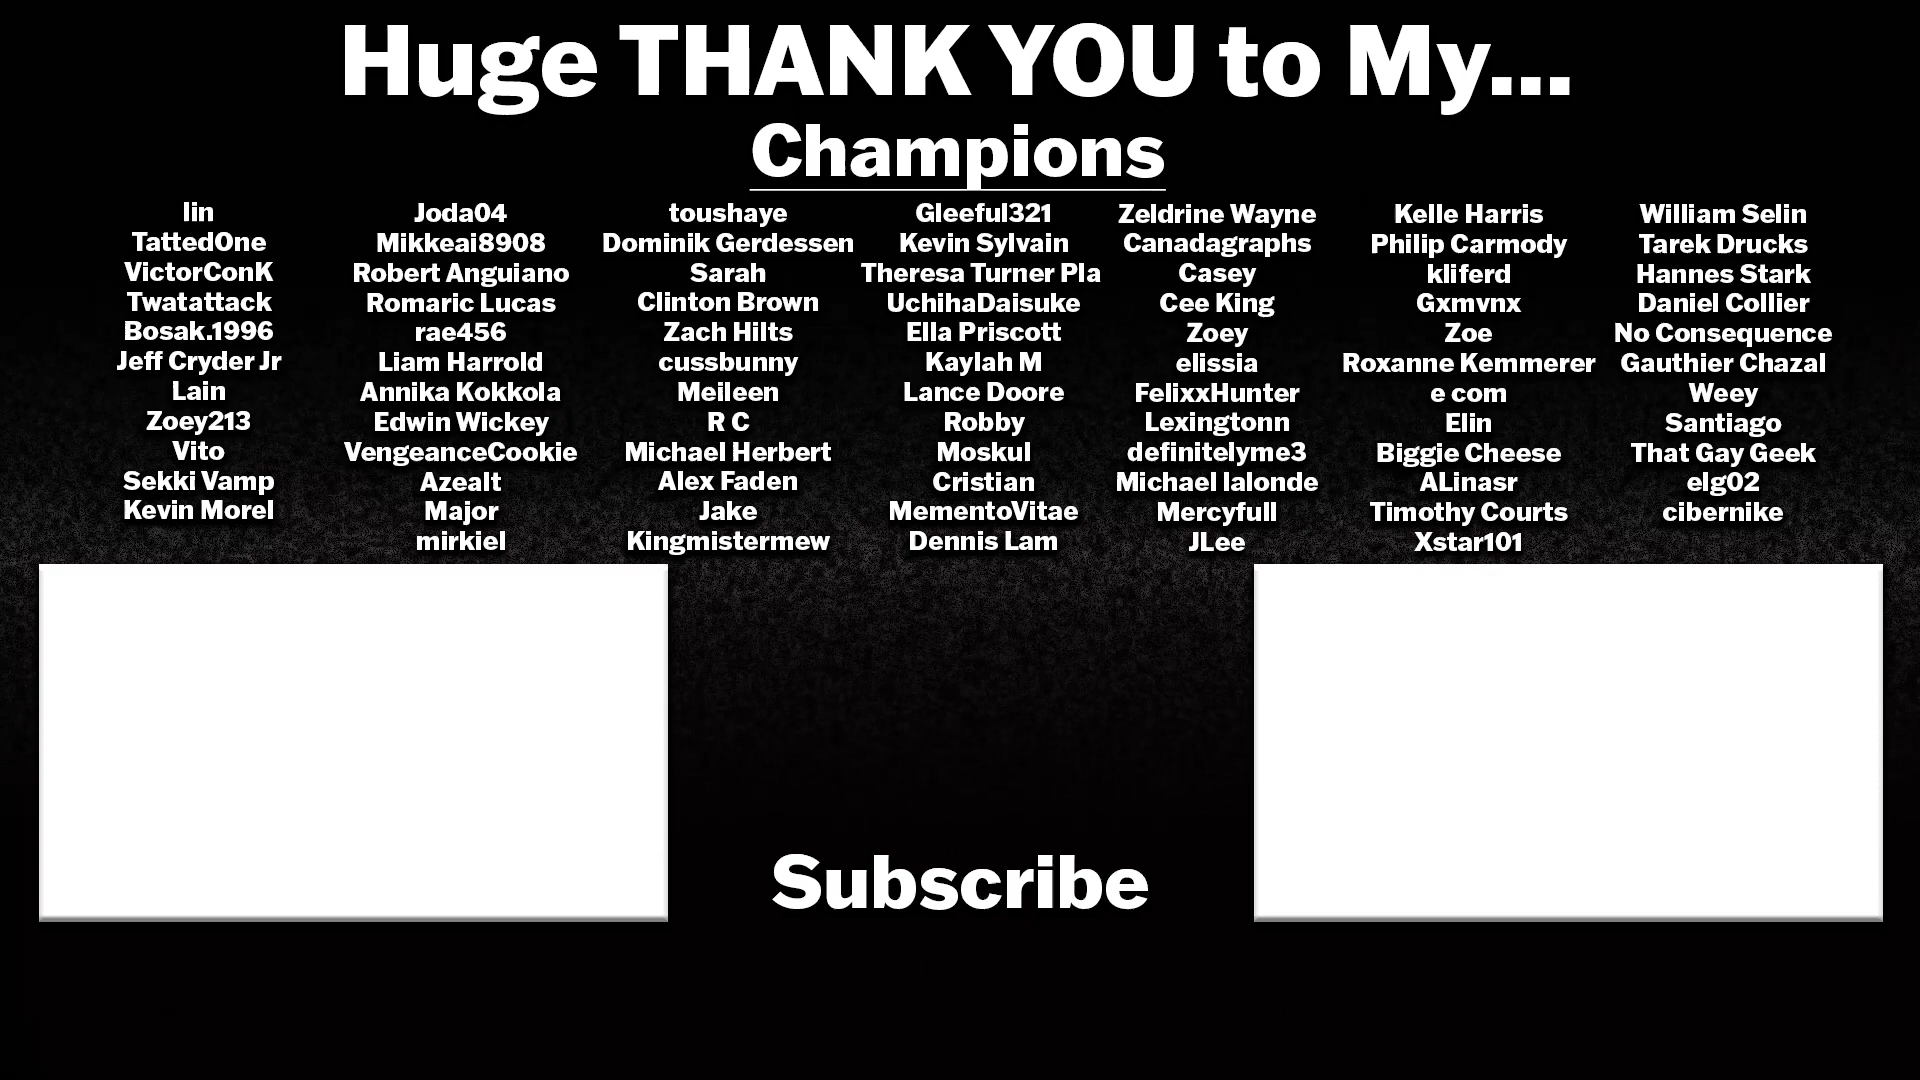 Huge THANK YOU to My...
Champions
lin
TattedOne
VictorConK
Twatattack
Bosak.1996
Jeff Cryder Jr
Lain
Zoey213
Vito
Sekki Vamp
Kevin Morel
Joda04
Mikkeai8908
Robert Anguiano
Romaric Lucas
rae456
Liam Harrold
Annika Kokkola
Edwin Wickey
VengeanceCookie
Azealt
Major
mirkiel
toushaye
Dominik Gerdessen
Sarah
Clinton Brown
Zach Hilts
cussbunny
Meileen
R C
Michael Herbert
Alex Faden
Jake
Kingmistermew
Gleeful321
Kevin Sylvain
Theresa Turner Pla
UchihaDaisuke
Ella Priscott
Kaylah M
Lance Doore
Robby
Moskul
Cristian
MementoVitae
Dennis Lam
Zeldrine Wayne
Canadagraphs
Casey
Cee King
Zoey
elissia
FelixxHunter
Lexingtonn
definitelyme3
Michael lalonde
Mercyfull
JLee
Kelle Harris
Philip Carmody
kliferd
Gxmvnx
Zoe
Roxanne Kemmerer
e com
Elin
Biggie Cheese
ALinasr
Timothy Courts
Xstar101
William Selin
Tarek Drucks
Hannes Stark
Daniel Collier
No Consequence
Gauthier Chazal
Weey
Santiago
That Gay Geek
elg02
cibernike
Subscribe